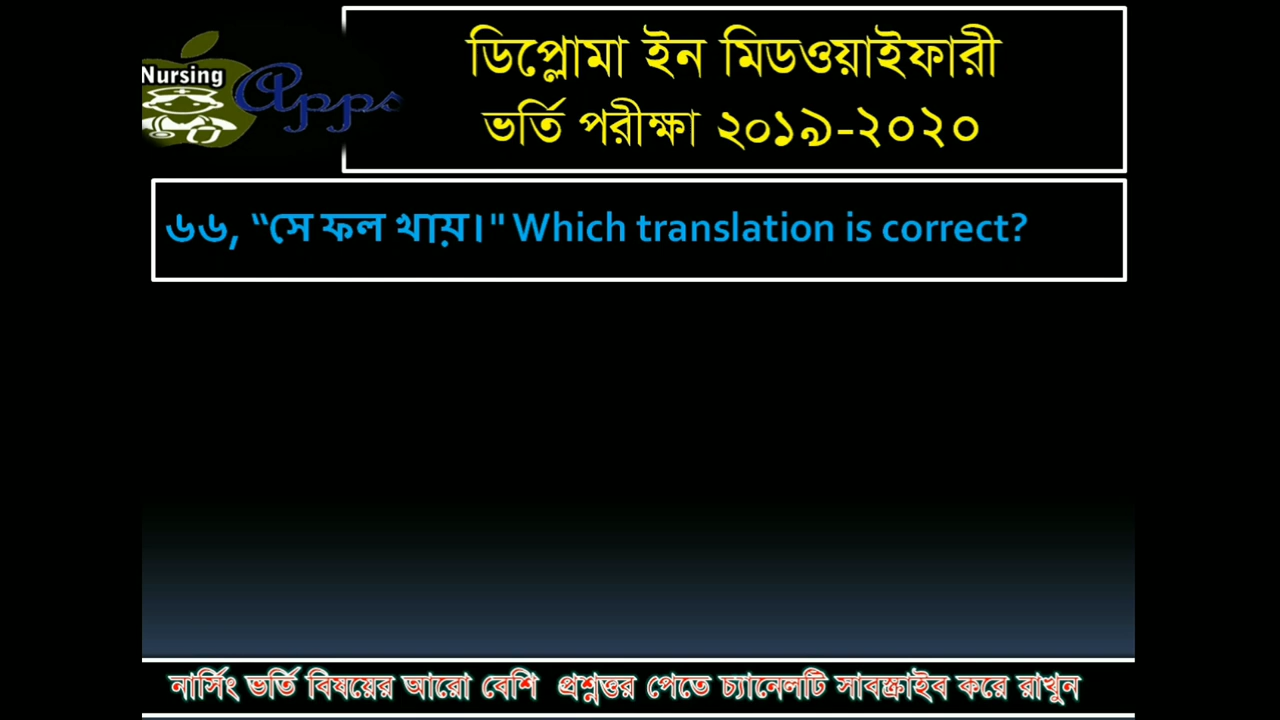 Nursing
Apps
ডিপ্লোমা ইন মিডওয়াইফারী
ভর্তি পরীক্ষা ২০১৯-২০২০
৬৬, “সে ফল খায়।" Which translation is correct?
নার্সিং ভর্তি বিষয়ের আরো বেশি প্রশ্নত্তর পেতে চ্যানেলটি সাবস্ক্রাইব করে রাখুন